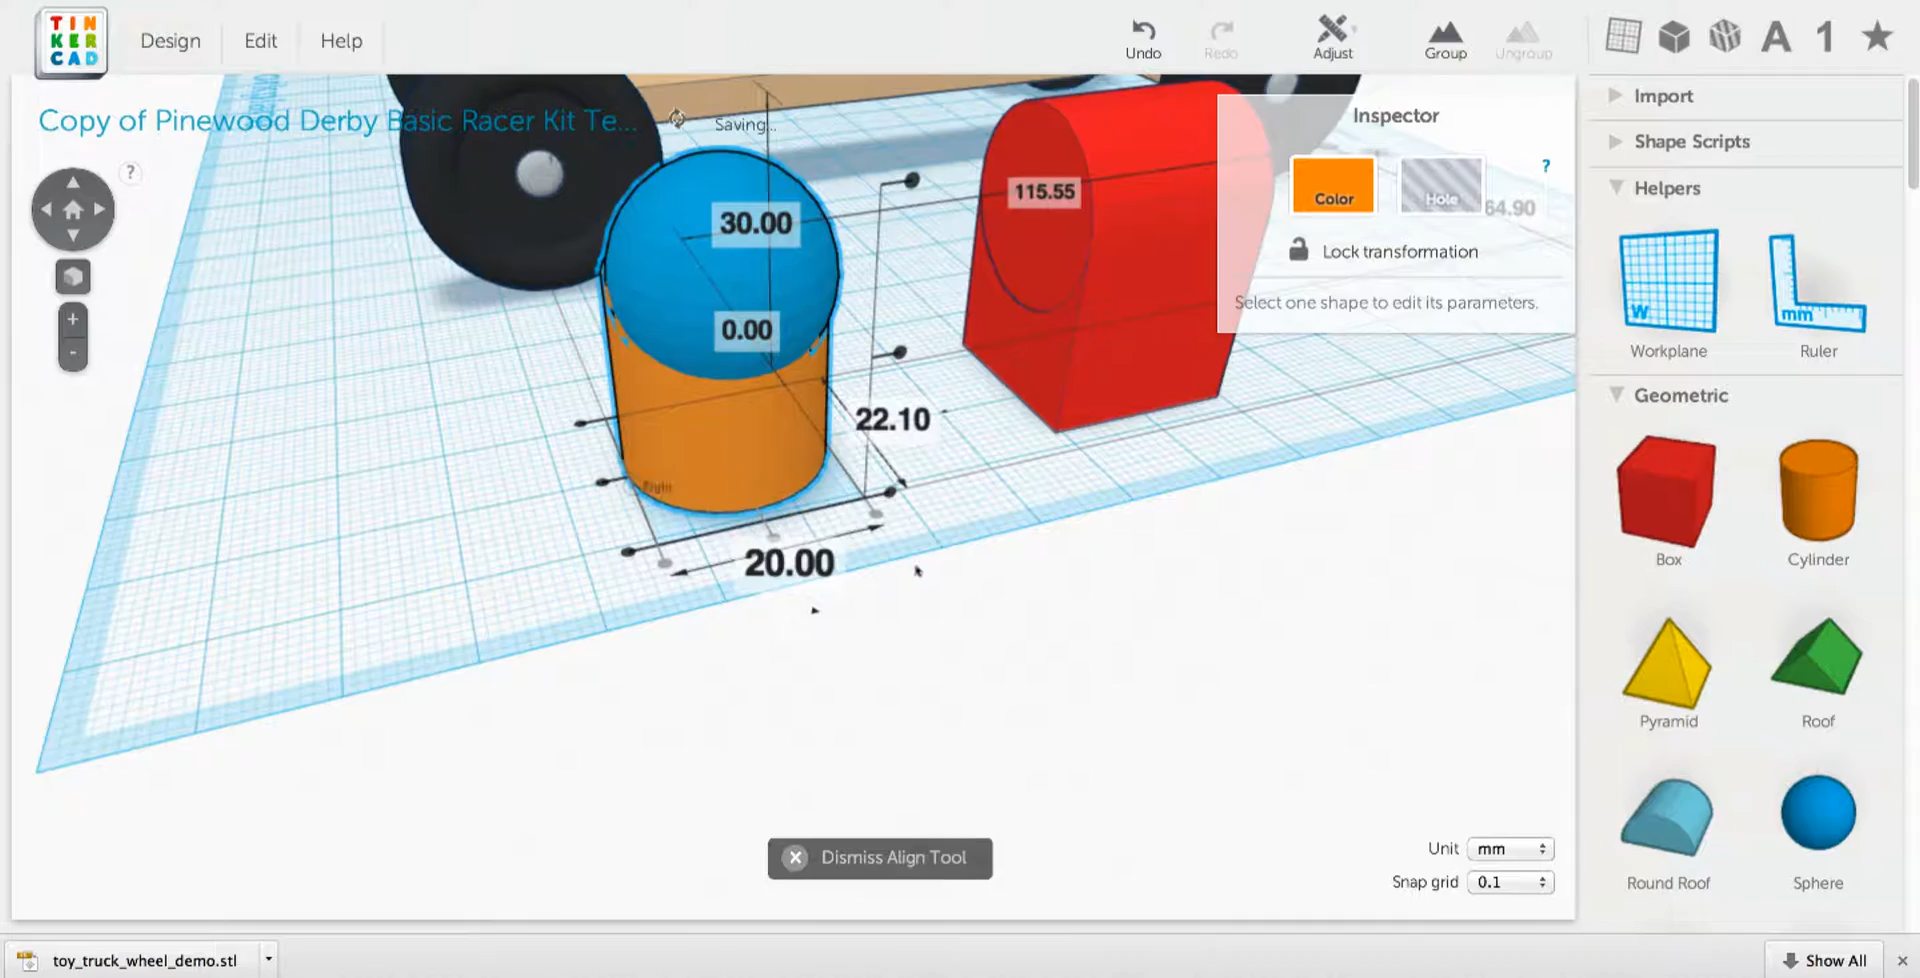 TIN
KER
CAD
Design
Edit
Help
Undo
Redo
Adjust
Group
Ungroup
A
1
Copy of Pinewood Derby Basic Racer Kit Te...
Saving...
?
Inspector
Color
Hole
?
64.90
Lock transformation
Select one shape to edit its parameters.
30.00
115.55
0.00
22.10
Right
20.00
Import
Shape Scripts
Helpers
W
mm
Workplane
Ruler
Geometric
Box
Cylinder
Pyramid
Roof
Round Roof
Sphere
Dismiss Align Tool
Unit
mm
Snap grid
0.1
toy_truck_wheel_demo.stl
Show All